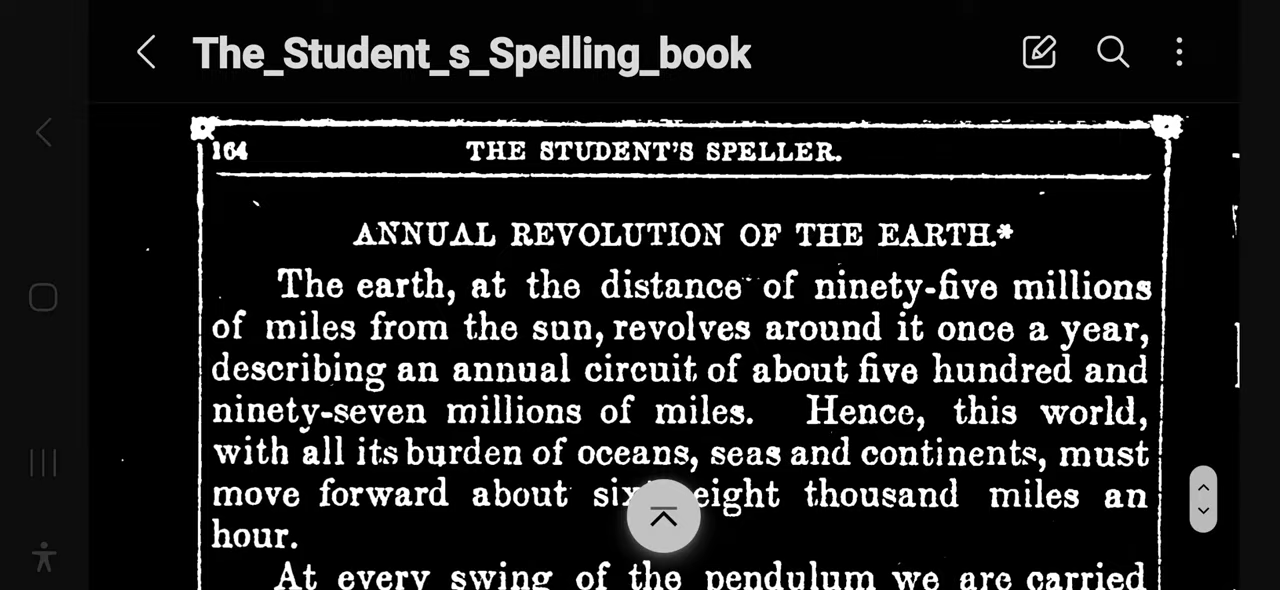 The_Student_s_Spelling_book
164 THE STUDENT'S SPELLER.
ANNUAL REVOLUTION OF THE EARTH.*
The earth, at the distance of ninety-five millions
of miles from the sun, revolves around it once a year,
describing an annual circuit of about five hundred and
ninety-seven millions of miles. Hence, this world,
with all its burden of oceans, seas and continents, must
move forward about eight thousand miles an
hour.
At every swing of the pendulum we are carried